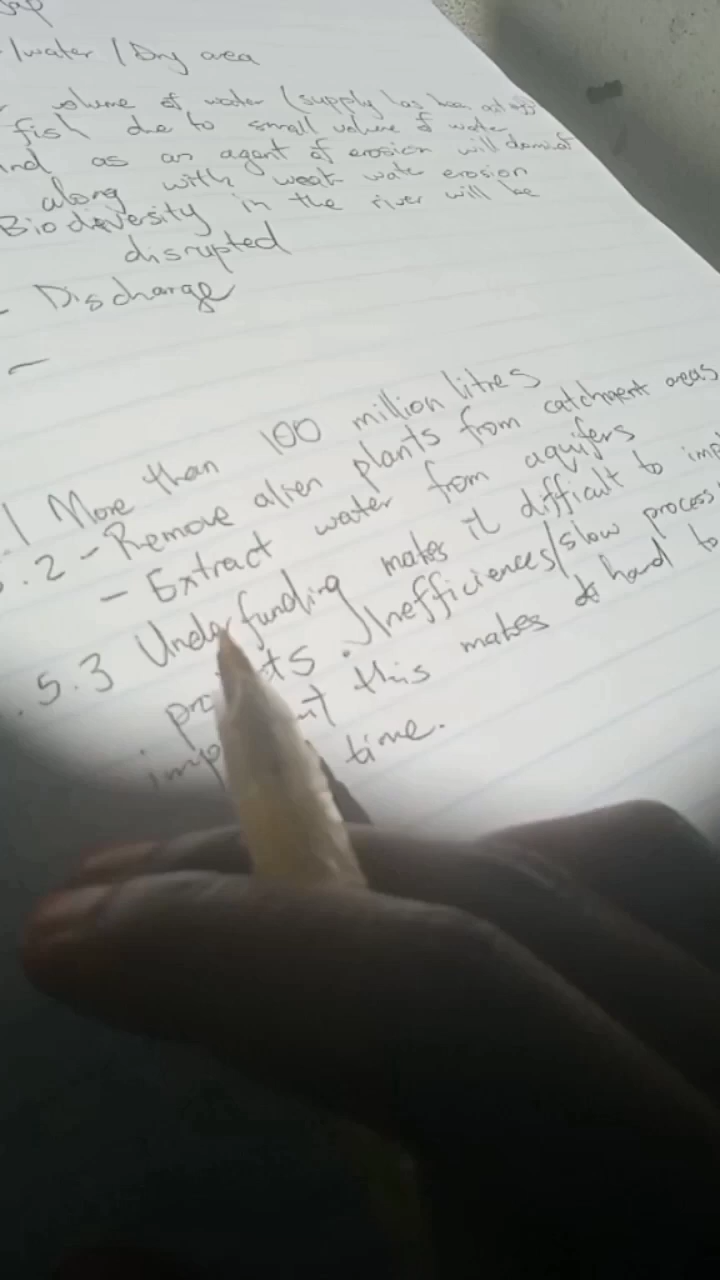 /water / Dry area
volume of water (supply has been
fish due to small volume of water
as an agent of erosion will
along with weak water erosion
Biodiversity in the river will be
disrupted
- Discharge
-
1 More than 100 million litres
.2 - Remove alien plants from catchment areas
- Extract water from aquifers
.5.3 Underfunding makes it difficult to imp
Inefficiencies/slow process
this makes hard to
time.